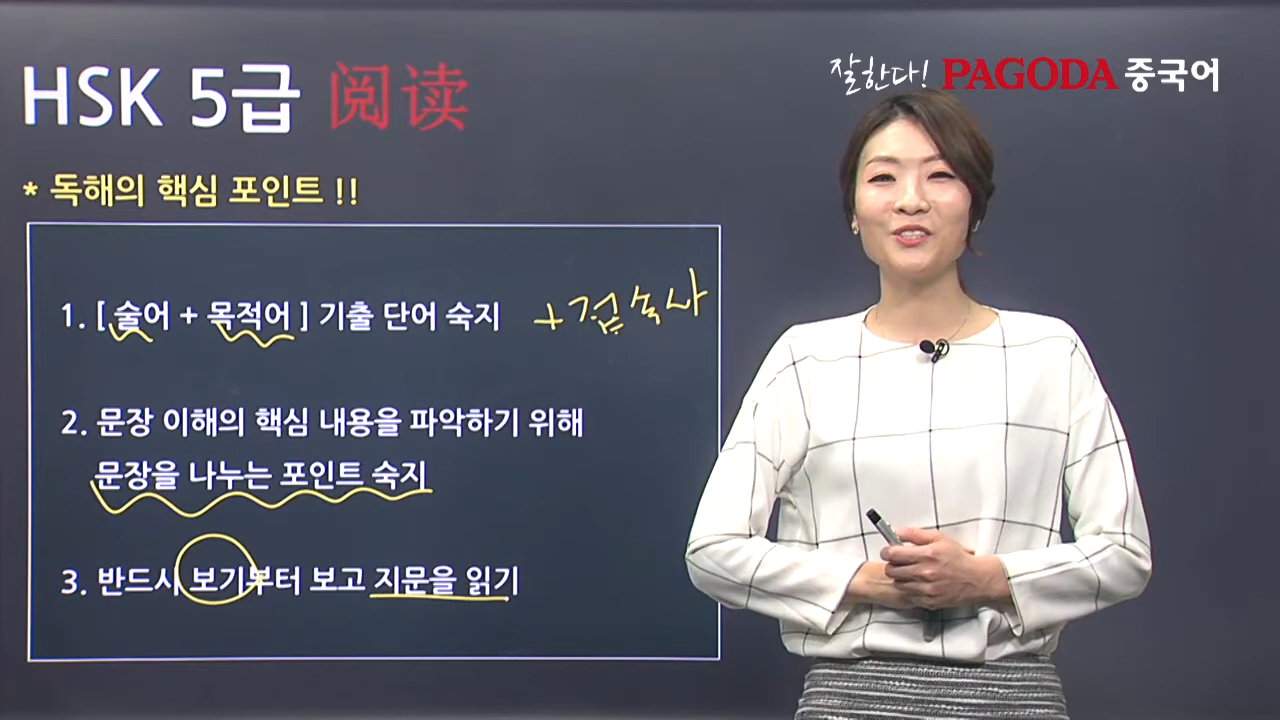 잘한다! PAGODA 중국어
HSK 5급 阅读
* 독해의 핵심 포인트 !!
1. [ 술어 + 목적어 ] 기출 단어 숙지 + 접속사
2. 문장 이해의 핵심 내용을 파악하기 위해
문장을 나누는 포인트 숙지
3. 반드시 보기부터 보고 지문을 읽기